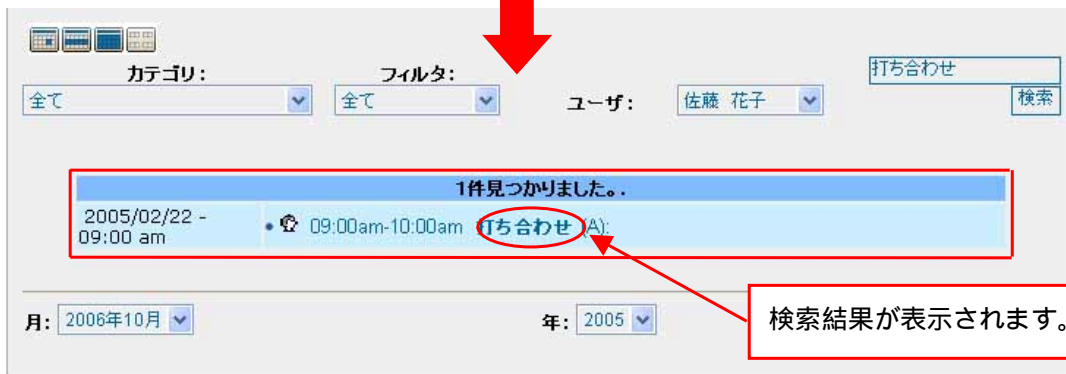 カテゴリ:
フィルタ:
打ち合わせ
全て
全て
ユーザ:
佐藤 花子
検索
1件見つかりました。.
2005/02/22 -
09:00 am
09:00am-10:00am 打ち合わせ (A):
月: 2006年10月
年: 2005
検索結果が表示されます。